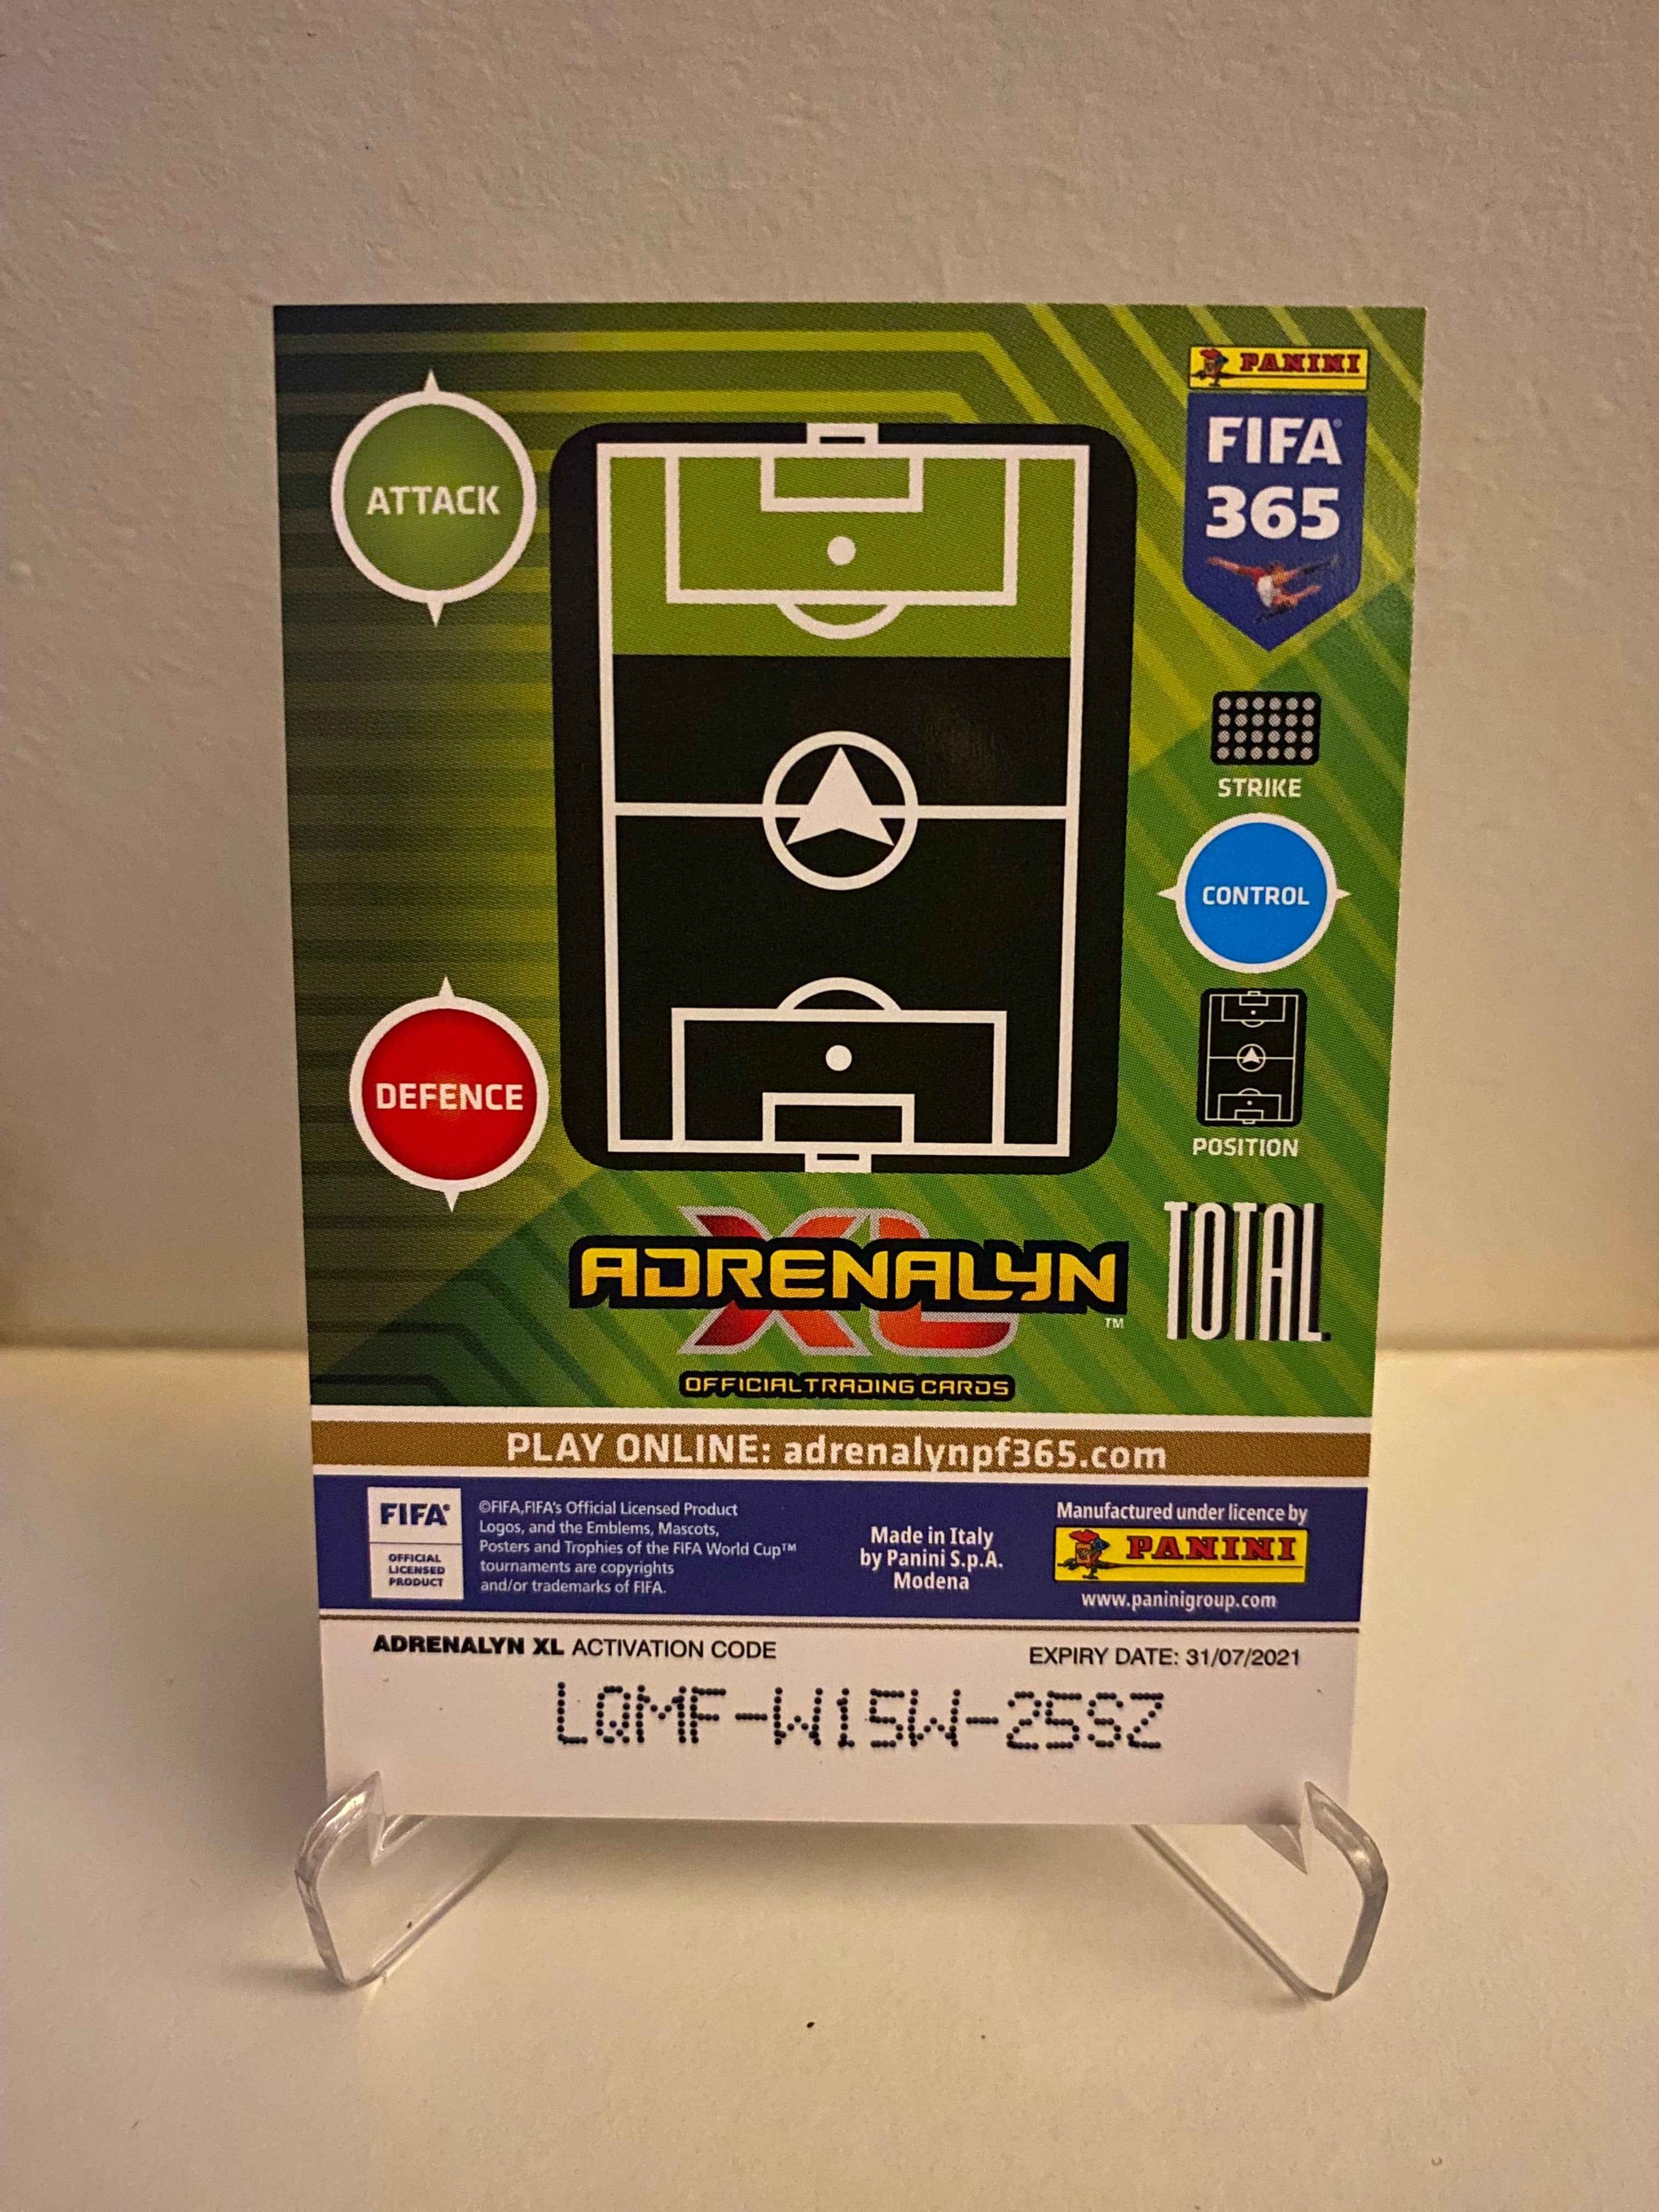 PANINI
FIFA
365
ATTACK
STRIKE
CONTROL
DEFENCE
POSITION
TOTAL
ADRENALYN XL™
OFFICIAL TRADING CARDS
PLAY ONLINE: adrenalynpf365.com
FIFA®
OFFICIAL
LICENSED
PRODUCT
©FIFA,FIFA's Official Licensed Product
Logos, and the Emblems, Mascots,
Posters and Trophies of the FIFA World Cup™
tournaments are copyrights
and/or trademarks of FIFA.
Made in Italy
by Panini S.p.A.
Modena
Manufactured under licence by
PANINI
www.paninigroup.com
ADRENALYN XL ACTIVATION CODE
EXPIRY DATE: 31/07/2021
LQMF-W15W-25SZ